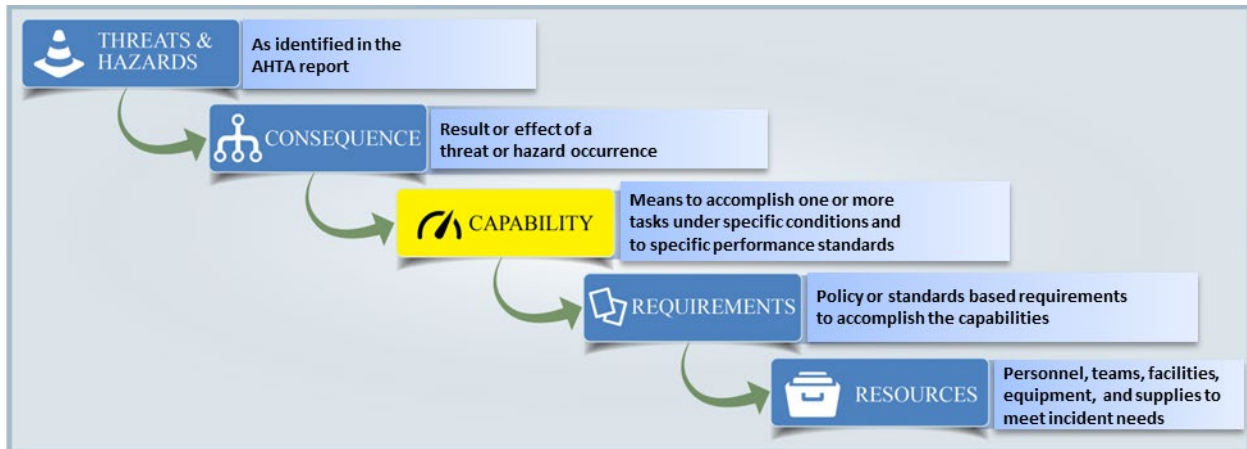 THREATS &
HAZARDS
As identified in the
AHTA report
CONSEQUENCE
Result or effect of a
threat or hazard occurrence
CAPABILITY
Means to accomplish one or more
tasks under specific conditions and
to specific performance standards
REQUIREMENTS
Policy or standards based requirements
to accomplish the capabilities
RESOURCES
Personnel, teams, facilities,
equipment, and supplies to
meet incident needs